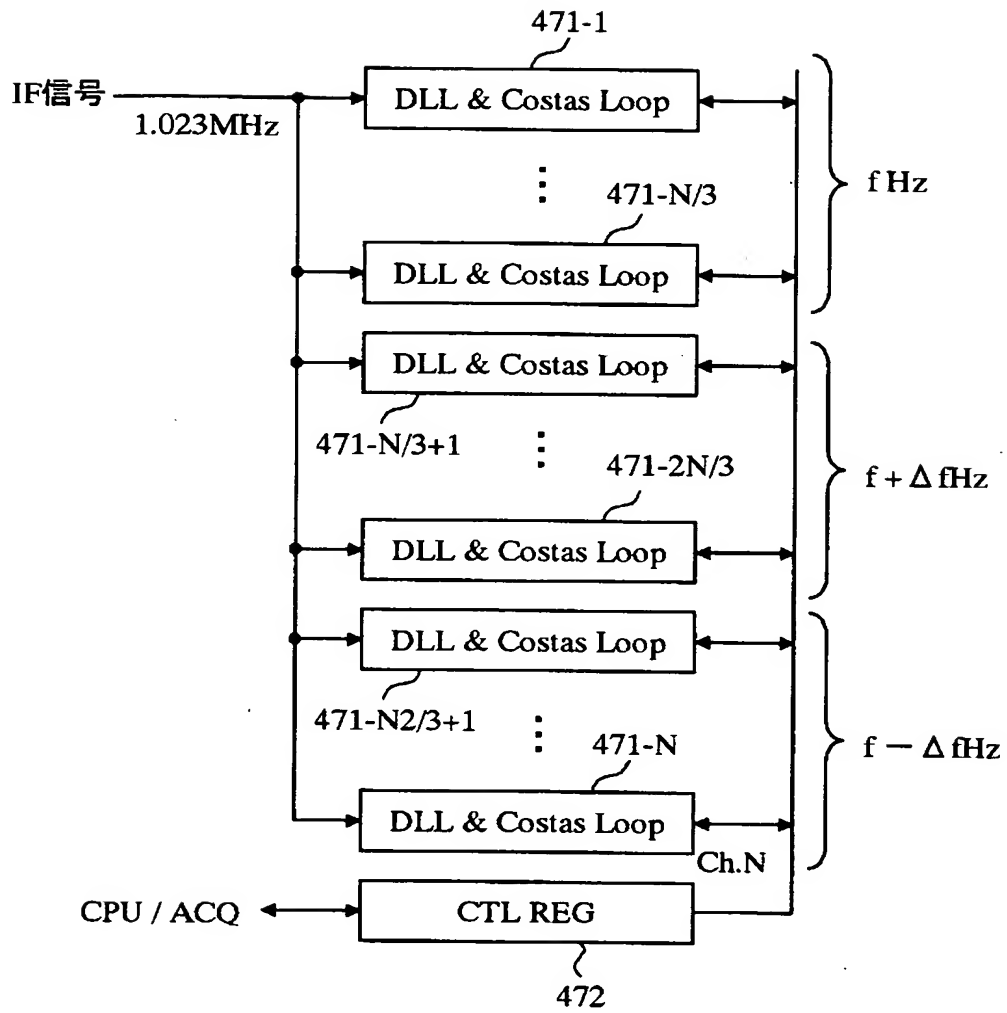 471-1
IF信号
1.023MHz
DLL & Costas Loop
f Hz
471-N/3
DLL & Costas Loop
DLL & Costas Loop
471-N/3+1
471-2N/3
f + Δ fHz
DLL & Costas Loop
DLL & Costas Loop
471-N2/3+1
471-N
f − Δ fHz
DLL & Costas Loop
Ch.N
CPU / ACQ
CTL REG
472